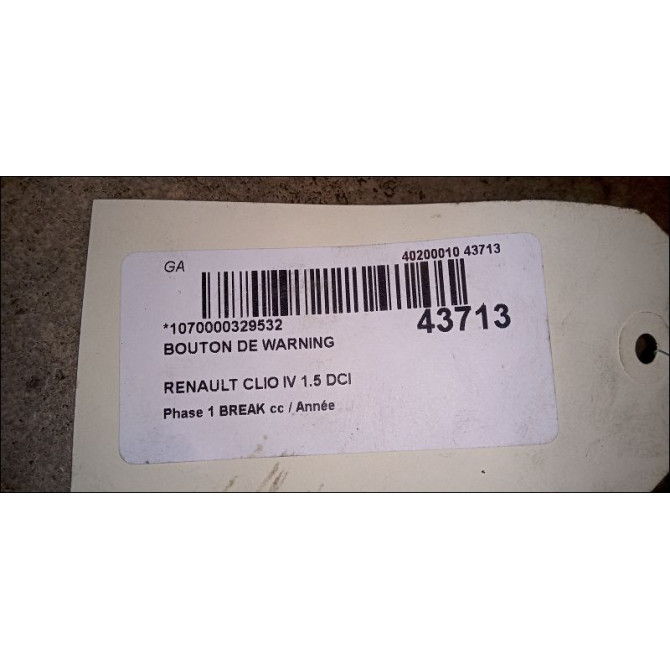 GA
40200010 43713
*1070000329532
43713
BOUTON DE WARNING
RENAULT CLIO IV 1.5 DCI
Phase 1 BREAK cc / Année